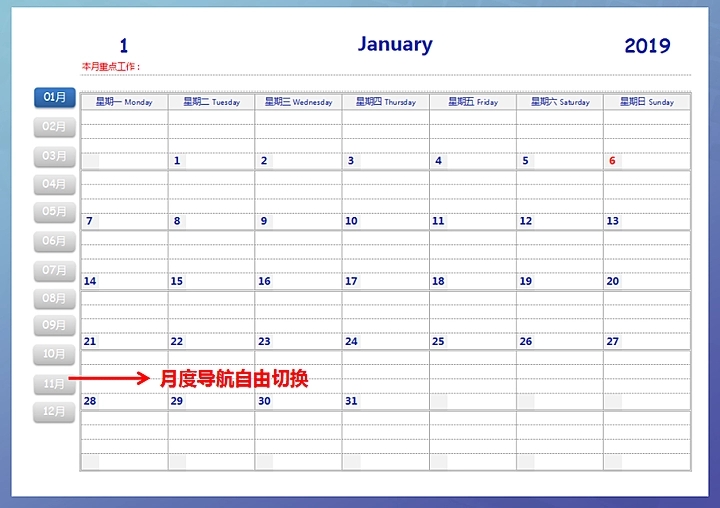 1 January 2019
本月重点工作：
01月
02月
03月
04月
05月
06月
07月
08月
09月
10月
11月
12月
星期一 Monday 星期二 Tuesday 星期三 Wednesday 星期四 Thursday 星期五 Friday 星期六 Saturday 星期日 Sunday
1 2 3 4 5 6
7 8 9 10 11 12 13
14 15 16 17 18 19 20
21 22 23 24 25 26 27
月度导航自由切换
28 29 30 31